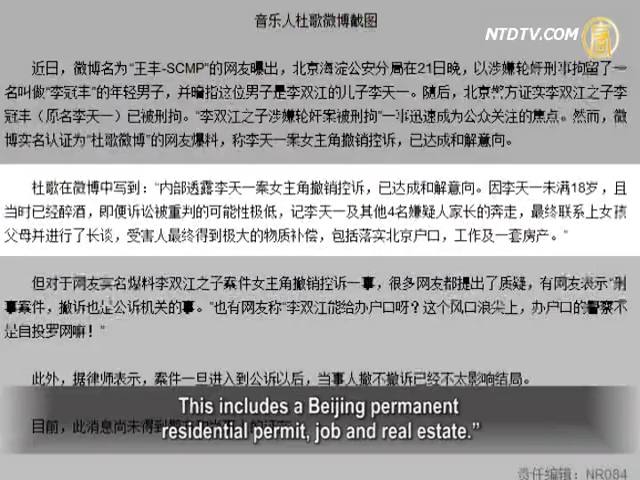 音乐人杜歌微博截图
NTDTV.COM
近日，微博名为“王丰-SCMP”的网友曝出，北京海淀公安分局在21日晚，以涉嫌轮奸刑事拘留了一
名叫做“李冠丰”的年轻男子，并暗指这位男子是李双江的儿子李天一。随后，北京警方证实李双江之子李
冠丰（原名李天一）已被刑拘。“李双江之子涉嫌轮奸案被刑拘”一事迅速成为公众关注的焦点。然而，微
博实名认证为“杜歌微博”的网友爆料，称李天一案女主角撤销控诉，已达成和解意向。
杜歌在微博中写到：“内部透露李天一案女主角撤销控诉，已达成和解意向。因李天一未满18岁，且
当时已经醉酒，即便诉讼被重判的可能性极低，记李天一及其他4名嫌疑人家长的奔走，最终联系上女孩
父母并进行了长谈，受害人最终得到极大的物质补偿，包括落实北京户口，工作及一套房产。”
但对于网友实名爆料李双江之子案件女主角撤销控诉一事，很多网友都提出了质疑，有网友表示“刑
事案件，撤诉也是公诉机关的事。”也有网友称“李双江能给办户口呀？这个风口浪尖上，办户口的警察不
是自投罗网嘛！”
此外，据律师表示，案件一旦进入到公诉以后，当事人撤不撤诉已经不太影响结局。
This includes a Beijing permanent
目前，此消息尚未得到
residential permit, job and real estate.”
责任编辑：NR084